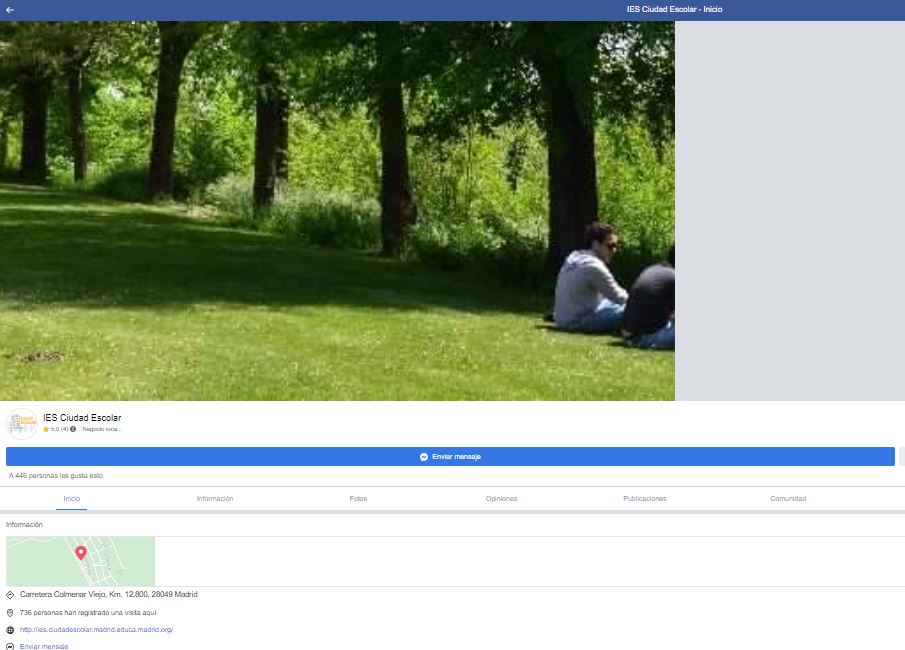 IES Ciudad Escolar - Inicio
IES Ciudad Escolar
5,0 (4) · Negocio loca...
Enviar mensaje
A 446 personas les gusta esto
Inicio Información Fotos Opiniones Publicaciones Comunidad
Información
Carretera Colmenar Viejo, Km. 12,800, 28049 Madrid
736 personas han registrado una visita aquí
http://ies.ciudadescolar.madrid.educa.madrid.org/
Enviar mensaje